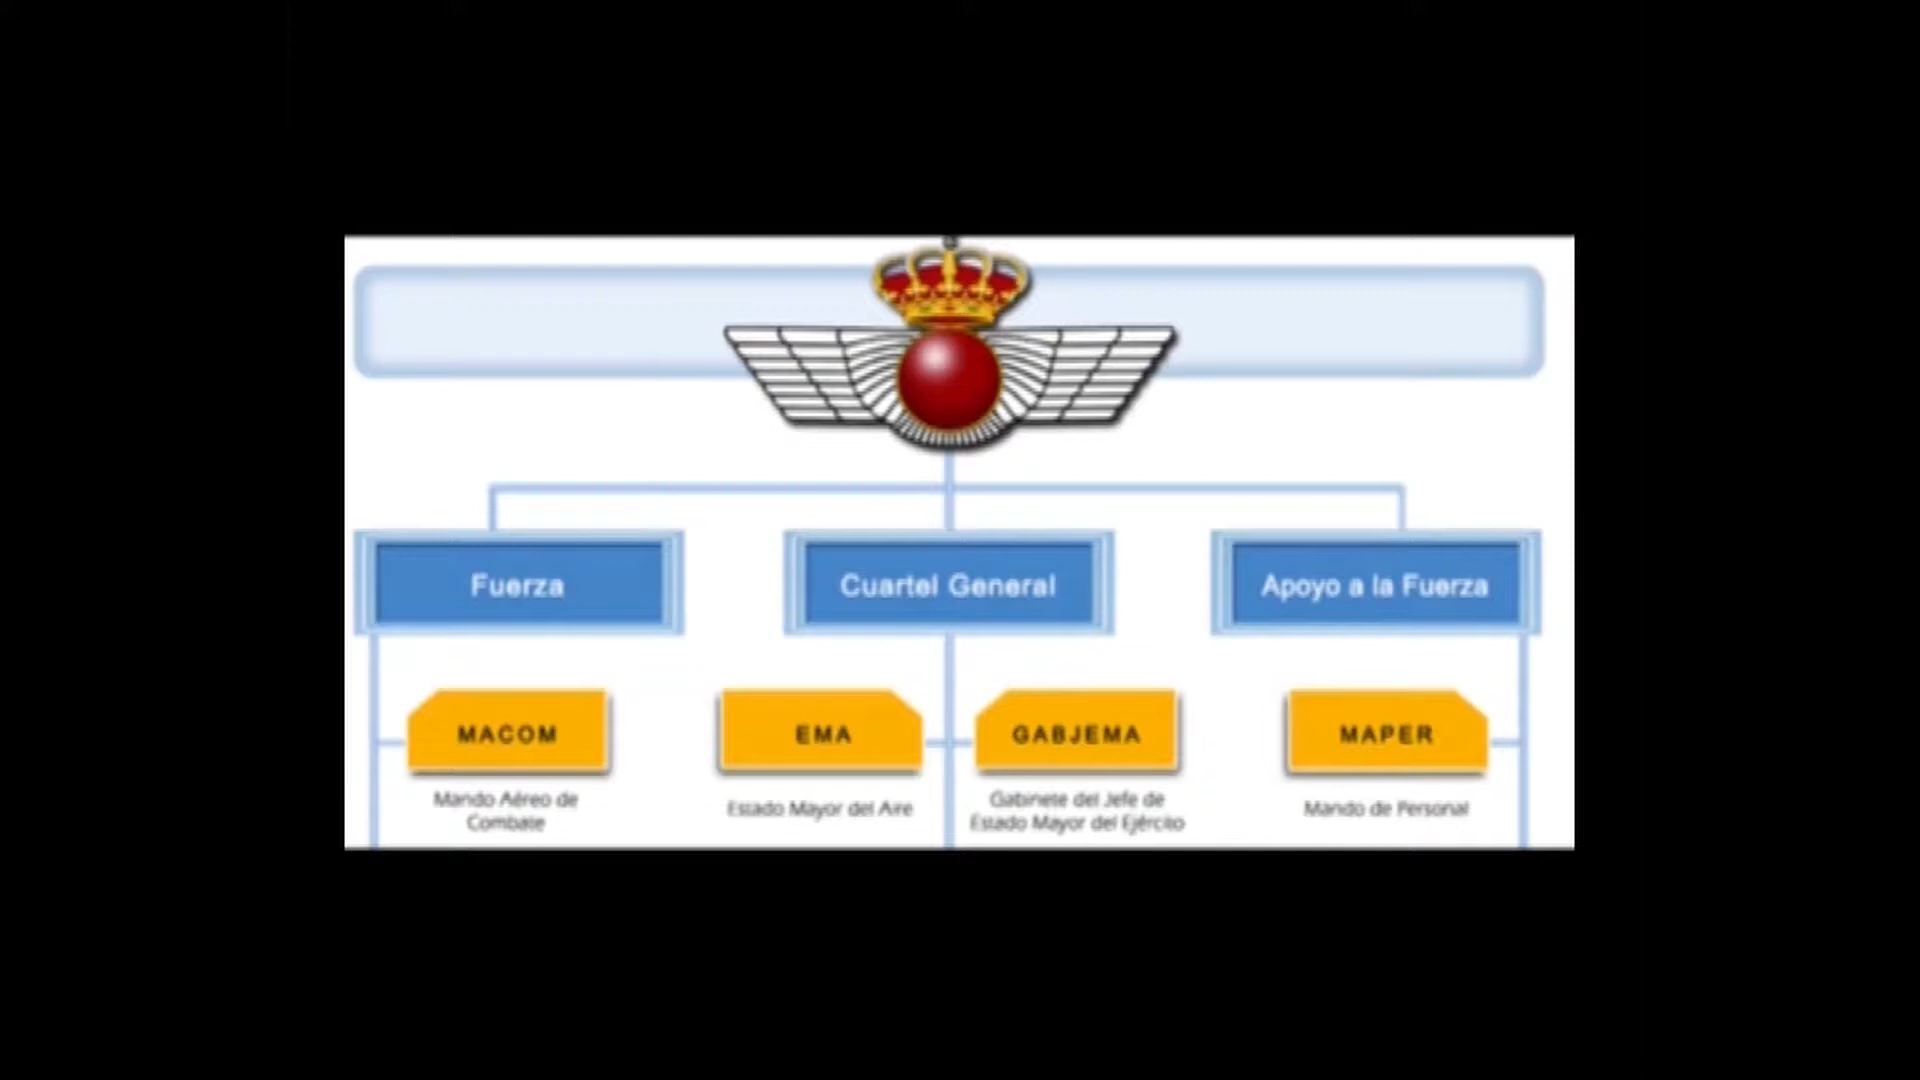 Fuerza
Cuartel General
Apoyo a la Fuerza
MACOM
EMA
GABJEMA
MAPER
Mando Aéreo de
Combate
Estado Mayor del Aire
Gabinete del Jefe de
Estado Mayor del Ejército
Mando de Personal